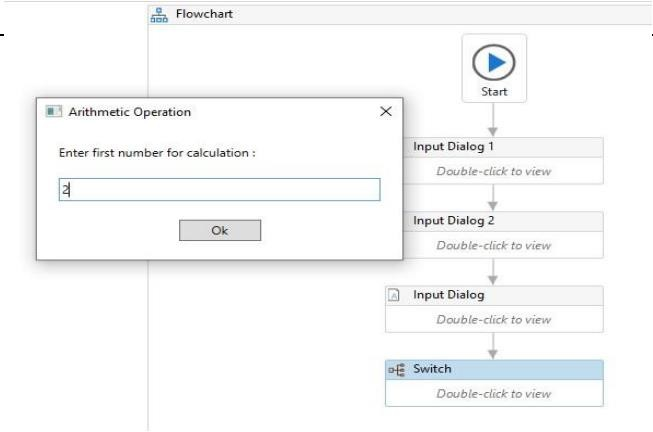 Flowchart
Start
Arithmetic Operation
Enter first number for calculation :
2
Ok
Input Dialog 1
Double-click to view
Input Dialog 2
Double-click to view
Input Dialog
Double-click to view
Switch
Double-click to view